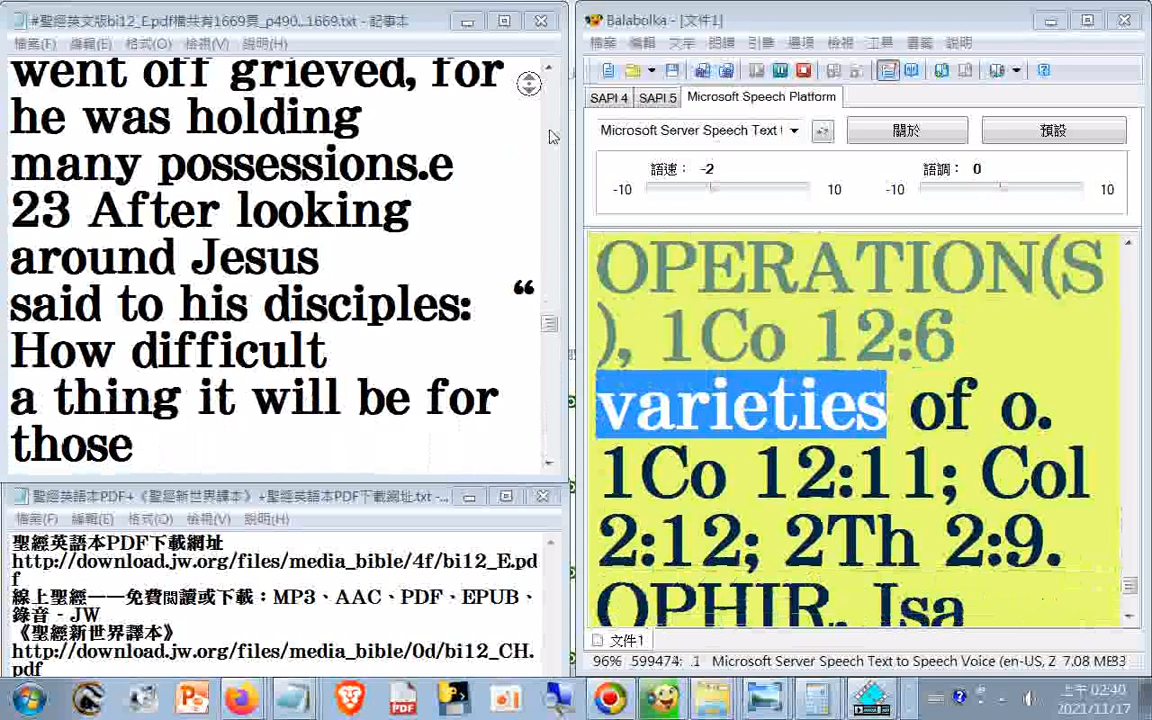 #聖經英文版bi12_E.pdf檔共有1669頁_p490...1669.txt - 記事本
檔案(F) 編輯(E) 格式(O) 檢視(V) 說明(H)
went off grieved, for
he was holding
many possessions.e
23 After looking
around Jesus
said to his disciples: “
How difficult
a thing it will be for
those
聖經英語本PDF+《聖經新世界譯本》+聖經英語本PDF下載網址.txt - ...
檔案(F) 編輯(E) 格式(O) 檢視(V) 說明(H)
聖經英語本PDF下載網址
http://download.jw.org/files/media_bible/4f/bi12_E.pd
f
線上聖經——免費閱讀或下載：MP3、AAC、PDF、EPUB、
錄音 - JW
《聖經新世界譯本》
http://download.jw.org/files/media_bible/0d/bi12_CH.
pdf
Balabolka - [文件1]
檔案 編輯 文字 朗讀 引擎 選項 檢視 工具 書籤 說明
SAPI 4 SAPI 5 Microsoft Speech Platform
Microsoft Server Speech Text 關於 預設
語速： -2 語調： 0
-10 10 -10 10
OPERATION(S
), 1Co 12:6
varieties of o.
1Co 12:11; Col
2:12; 2Th 2:9.
OPHIR, Isa
文件1
96% 599474: 1 Microsoft Server Speech Text to Speech Voice (en-US, Z 7.08 MB
上午 02:40
2021/11/17